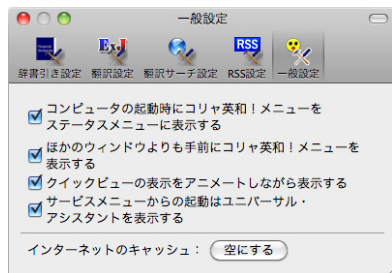 一般設定
ExJ
RSS
辞書引き設定 翻訳設定 翻訳サーチ設定 RSS設定 一般設定
コンピュータの起動時にコリャ英和！メニューを
ステータスメニューに表示する
ほかのウィンドウよりも手前にコリャ英和！メニューを
表示する
クイックビューの表示をアニメートしながら表示する
サービスメニューからの起動はユニバーサル・
アシスタントを表示する
インターネットのキャッシュ： 空にする